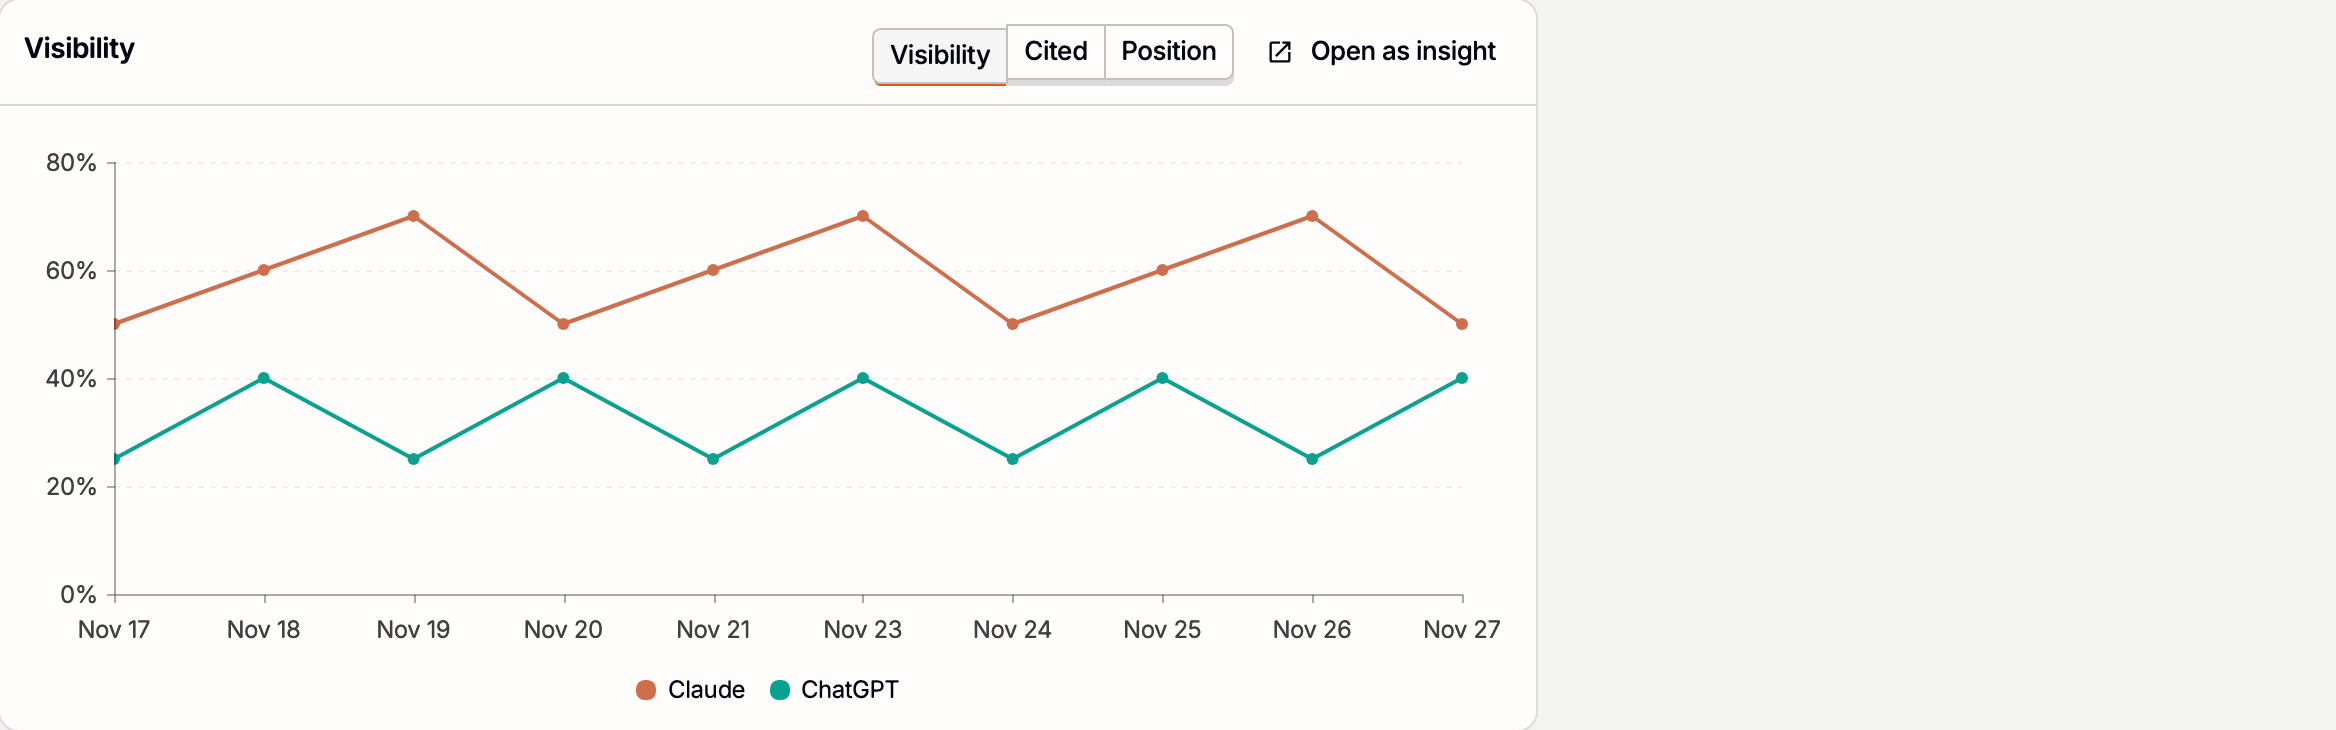 Visibility
Visibility Cited Position Open as insight
80%
60%
40%
20%
0%
Nov 17 Nov 18 Nov 19 Nov 20 Nov 21 Nov 23 Nov 24 Nov 25 Nov 26 Nov 27
Claude ChatGPT